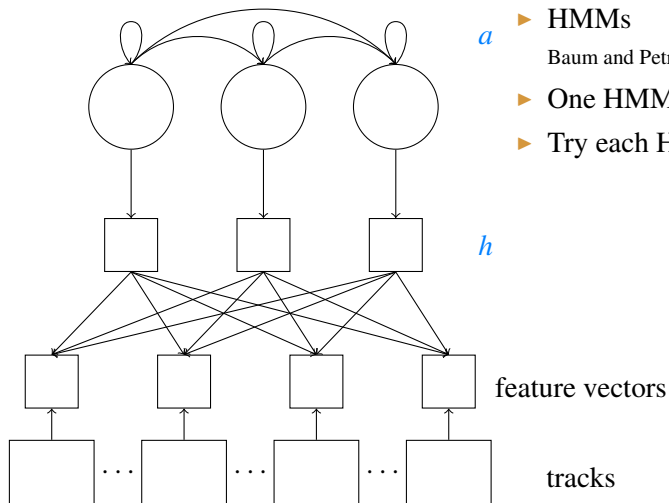 a
► HMMs
Baum and Petr
► One HMM
► Try each H
h
feature vectors
... ... ...
tracks